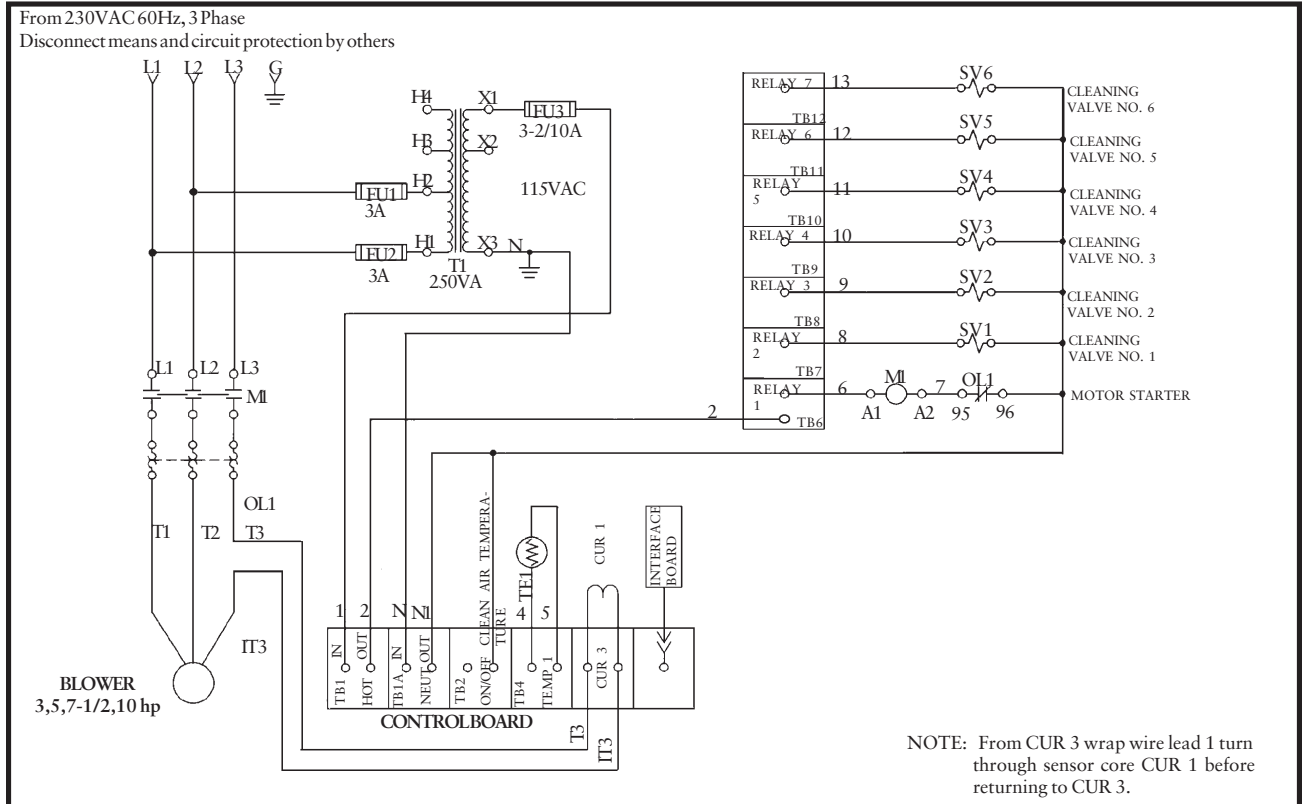 From 230VAC 60Hz, 3 Phase
Disconnect means and circuit protection by others
L1 L2 L3 G
H4 X1
FU3
3-2/10A
H3 X2
115VAC
FU1
3A
H2
FU2
3A
H1 X3 N
T1
250VA
L1 L2 L3
M1
OL1
T1 T2 T3
IT3
BLOWER
3,5,7-1/2,10 hp
RELAY 7 13 SV6
CLEANING
VALVE NO. 6
TB12
RELAY 6 12 SV5
CLEANING
VALVE NO. 5
TB11
RELAY
5
11 SV4
CLEANING
VALVE NO. 4
TB10
RELAY 4 10 SV3
CLEANING
VALVE NO. 3
TB9
RELAY 3 9 SV2
CLEANING
VALVE NO. 2
TB8
RELAY
2
8 SV1
CLEANING
VALVE NO. 1
TB7
RELAY
1
6 M1 7 OL1
A1 A2 95 96
MOTOR STARTER
2 TB6
1 2 N N1 4 5
CLEAN AIR TEMPERA-
TURE
TE1
CUR 1
INTERFACE
BOARD
IN OUT IN OUT
TB1 HOT TB1A NEUT
TB2 ON/OFF
TB4 TEMP 1
CUR 3
CONTROLBOARD
T3 IT3
NOTE: From CUR 3 wrap wire lead 1 turn
through sensor core CUR 1 before
returning to CUR 3.